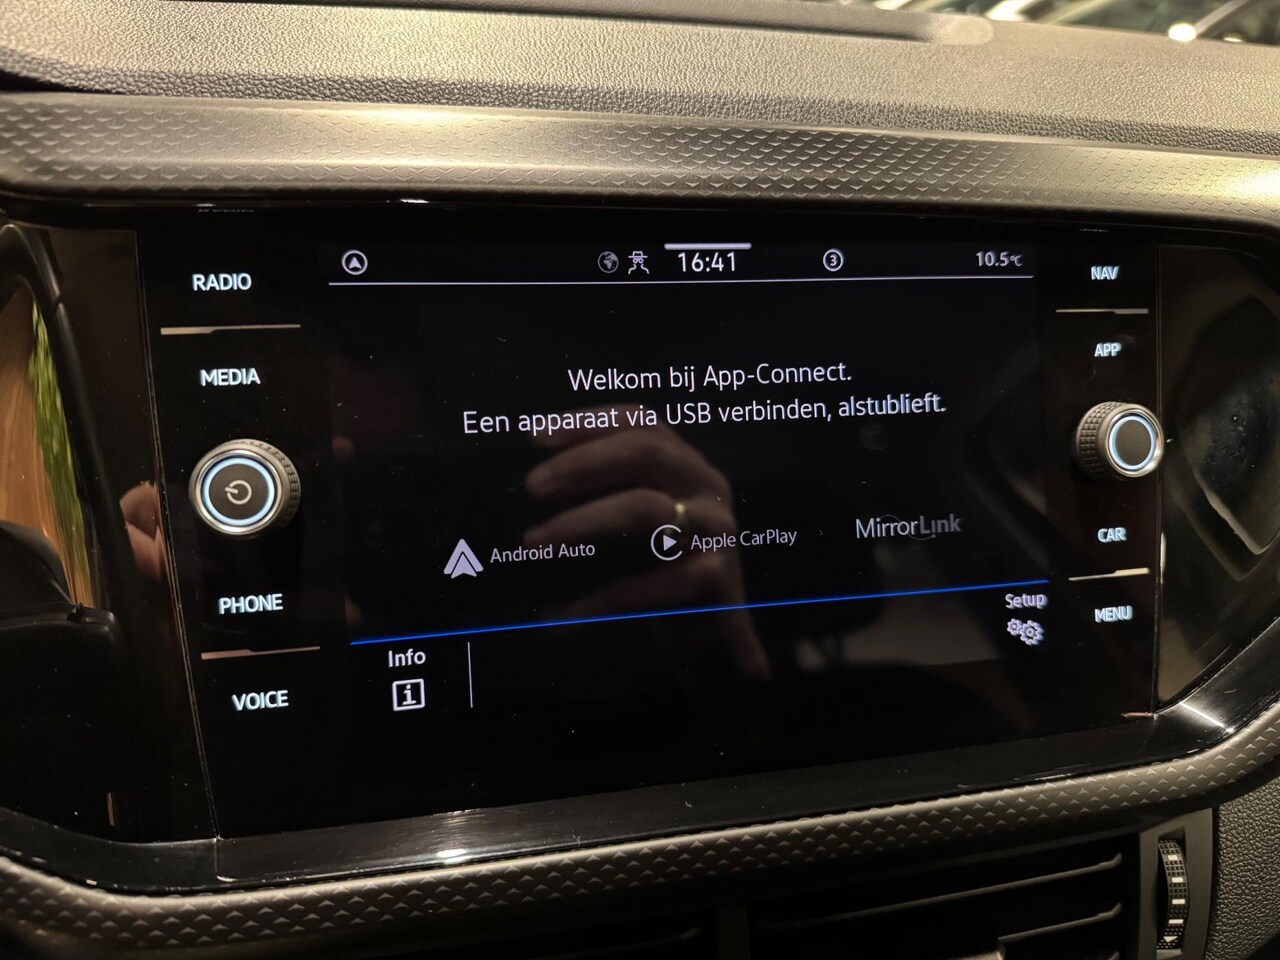 16:41
3
10.5°C
RADIO
MEDIA
PHONE
VOICE
Welkom bij App-Connect.
Een apparaat via USB verbinden, alstublieft.
Android Auto
Apple CarPlay
MirrorLink
Info
Setup
NAV
APP
CAR
MENU